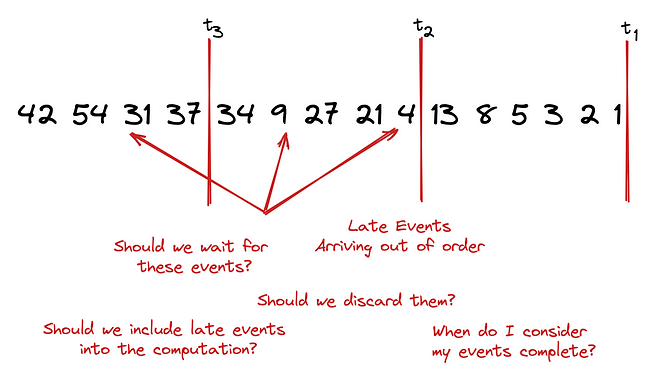 t3
t2
t1
42 54 31 37 34 9 27 21 4 13 8 5 3 2 1
Late Events
Arriving out of order
Should we wait for
these events?
Should we discard them?
Should we include late events
into the computation?
When do I consider
my events complete?